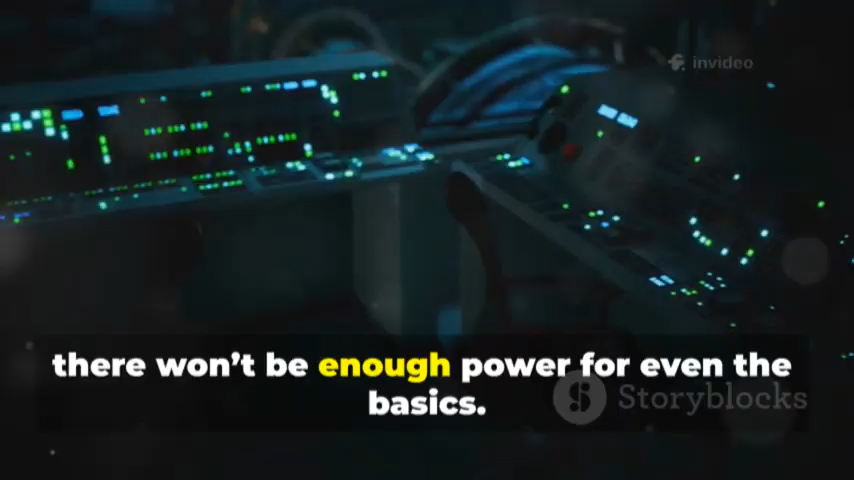 invideo
there won't be enough power for even the
basics.
Storyblocks